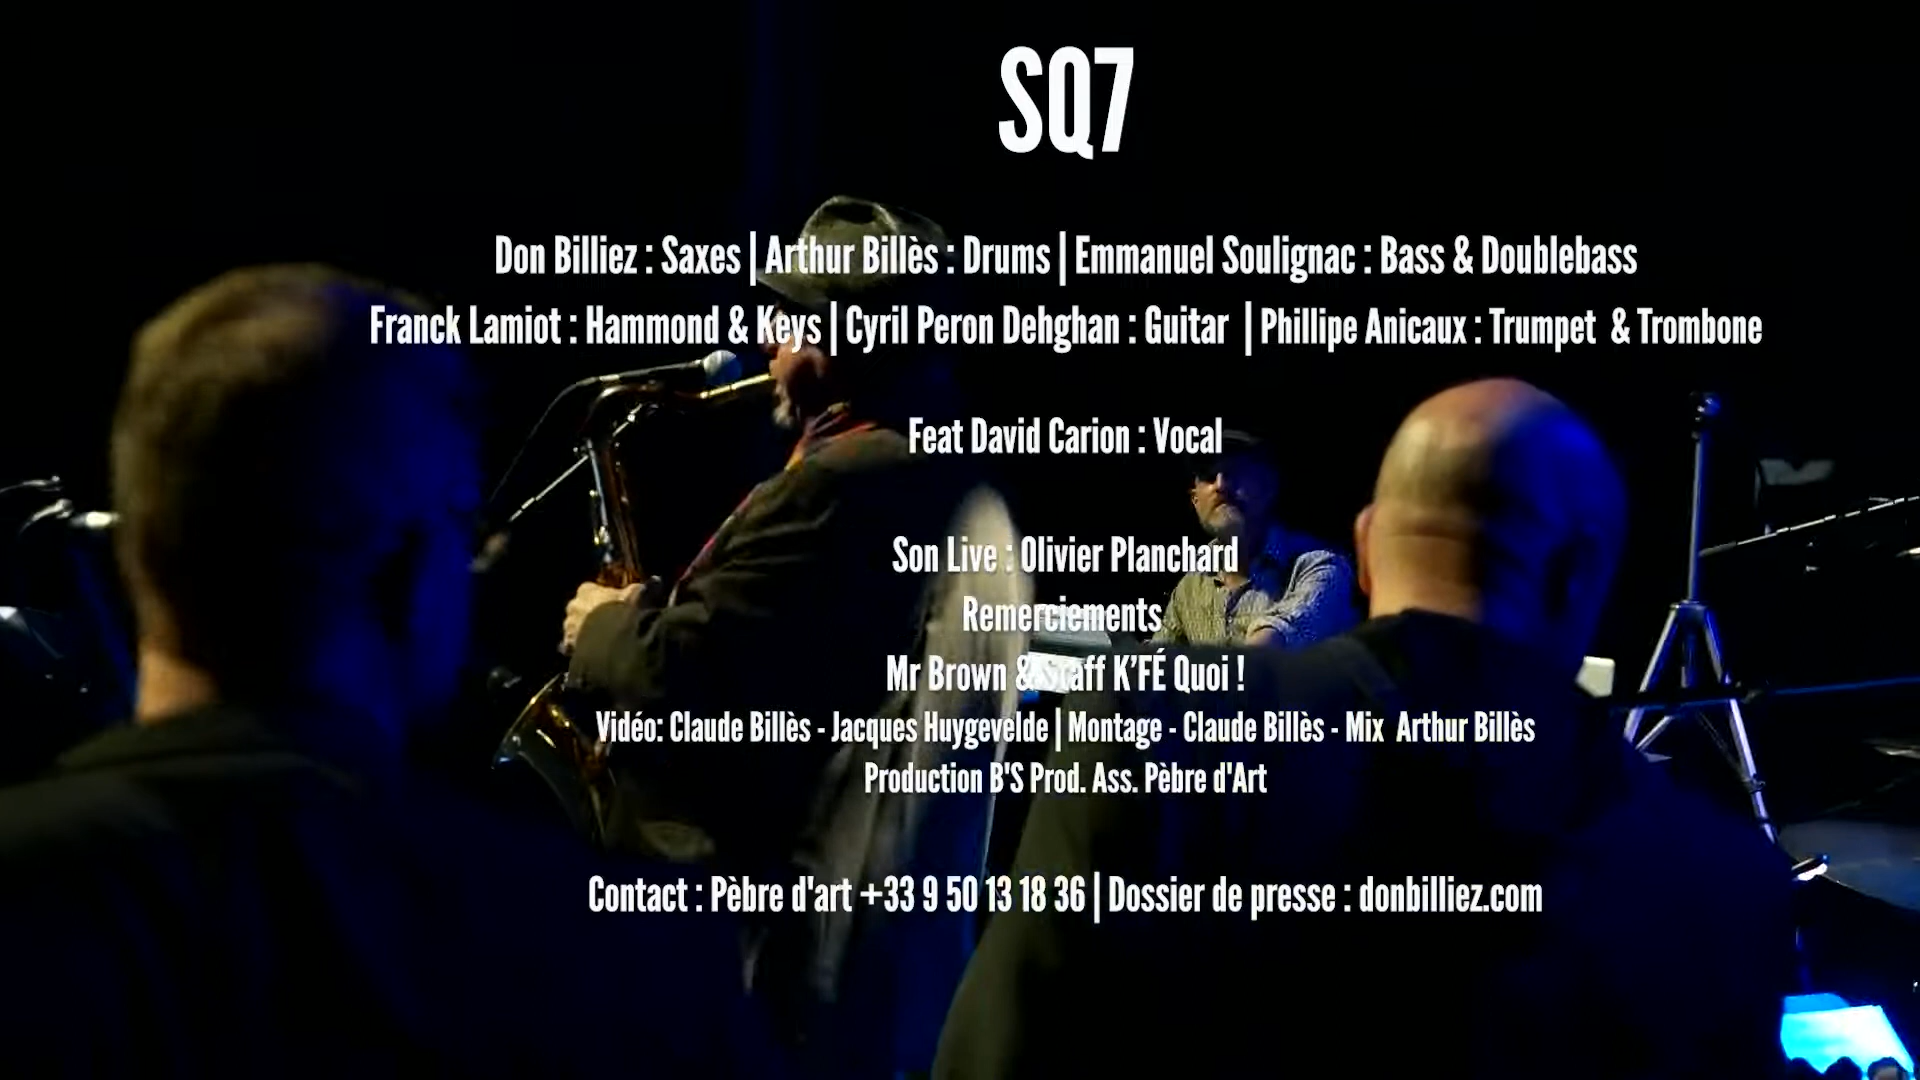 SQ7
Don Billiez : Saxes | Arthur Billès : Drums | Emmanuel Soulignac : Bass & Doublebass
Franck Lamiot : Hammond & Keys | Cyril Peron Dehghan : Guitar | Phillipe Anicaux : Trumpet & Trombone
Feat David Carion : Vocal
Son Live : Olivier Planchard
Remerciements
Mr Brown & Staff K'FÉ Quoi !
Vidéo: Claude Billès - Jacques Huygevelde | Montage - Claude Billès - Mix Arthur Billès
Production B'S Prod. Ass. Pèbre d'Art
Contact : Pèbre d'art +33 9 50 13 18 36 | Dossier de presse : donbilliez.com